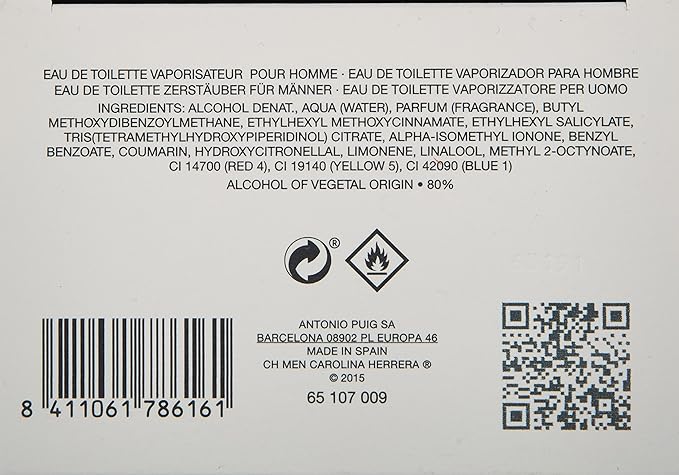 EAU DE TOILETTE VAPORISATEUR POUR HOMME · EAU DE TOILETTE VAPORIZADOR PARA HOMBRE
EAU DE TOILETTE ZERSTÄUBER FÜR MÄNNER · EAU DE TOILETTE VAPORIZZATORE PER UOMO
INGREDIENTS: ALCOHOL DENAT., AQUA (WATER), PARFUM (FRAGRANCE), BUTYL
METHOXYDIBENZOYLMETHANE, ETHYLHEXYL METHOXYCINNAMATE, ETHYLHEXYL SALICYLATE,
TRIS(TETRAMETHYLHYDROXYPIPERIDINOL) CITRATE, ALPHA-ISOMETHYL IONONE, BENZYL
BENZOATE, COUMARIN, HYDROXYCITRONELLAL, LIMONENE, LINALOOL, METHYL 2-OCTYNOATE,
CI 14700 (RED 4), CI 19140 (YELLOW 5), CI 42090 (BLUE 1)
ALCOHOL OF VEGETAL ORIGIN • 80%
®
ANTONIO PUIG SA
BARCELONA 08902 PL EUROPA 46
MADE IN SPAIN
CH MEN CAROLINA HERRERA ®
© 2015
65 107 009
8 411061 786161